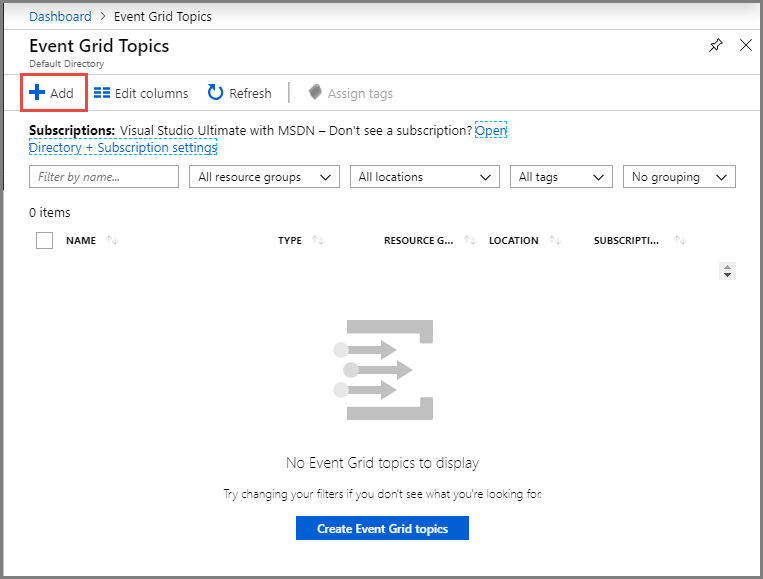 Dashboard > Event Grid Topics
Event Grid Topics
Default Directory
Add Edit columns Refresh Assign tags
Subscriptions: Visual Studio Ultimate with MSDN – Don't see a subscription? Open
Directory + Subscription settings
Filter by name... All resource groups All locations All tags No grouping
0 items
NAME TYPE RESOURCE G... LOCATION SUBSCRIPTI...
No Event Grid topics to display
Try changing your filters if you don't see what you're looking for.
Create Event Grid topics